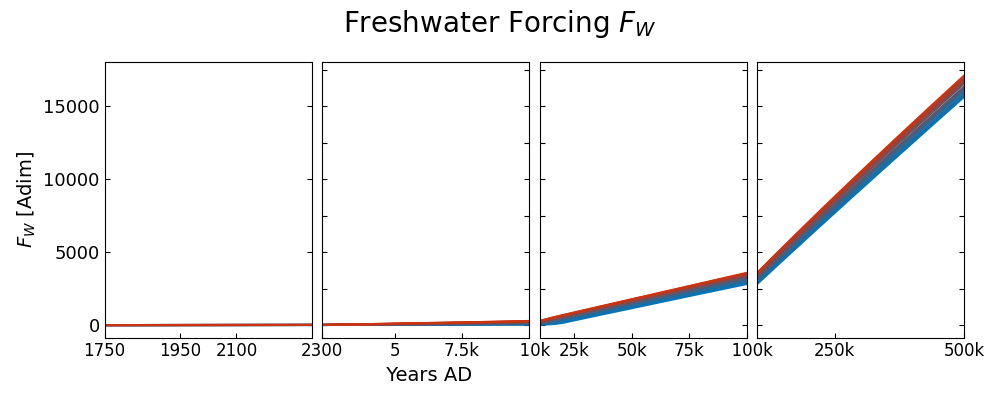 Freshwater Forcing F_W
F_W [Adim]
15000
10000
5000
0
1750 1950 2100 2300 5 7.5k 10k 25k 50k 75k 100k 250k 500k
Years AD